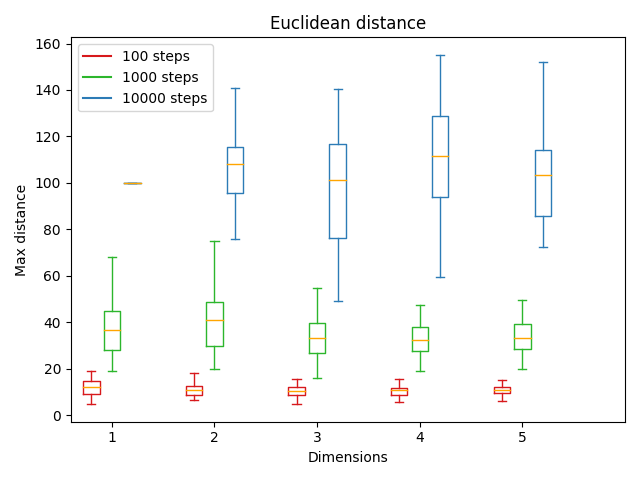 Euclidean distance
100 steps
1000 steps
10000 steps
Max distance
160
140
120
100
80
60
40
20
0
1 2 3 4 5
Dimensions